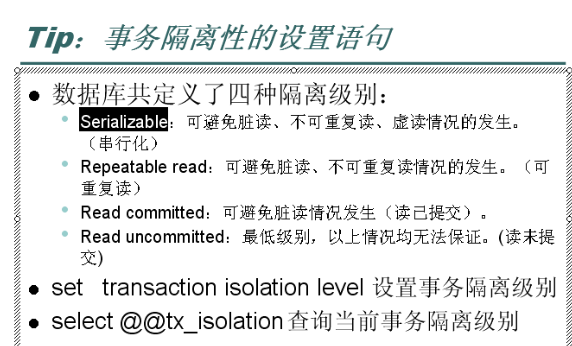 Tip：事务隔离性的设置语句
● 数据库共定义了四种隔离级别：
• Serializable：可避免脏读、不可重复读、虚读情况的发生。
（串行化）
• Repeatable read：可避免脏读、不可重复读情况的发生。（可
重复读）
• Read committed：可避免脏读情况发生（读已提交）。
• Read uncommitted：最低级别，以上情况均无法保证。(读未提
交)
● set transaction isolation level 设置事务隔离级别
● select @@tx_isolation 查询当前事务隔离级别